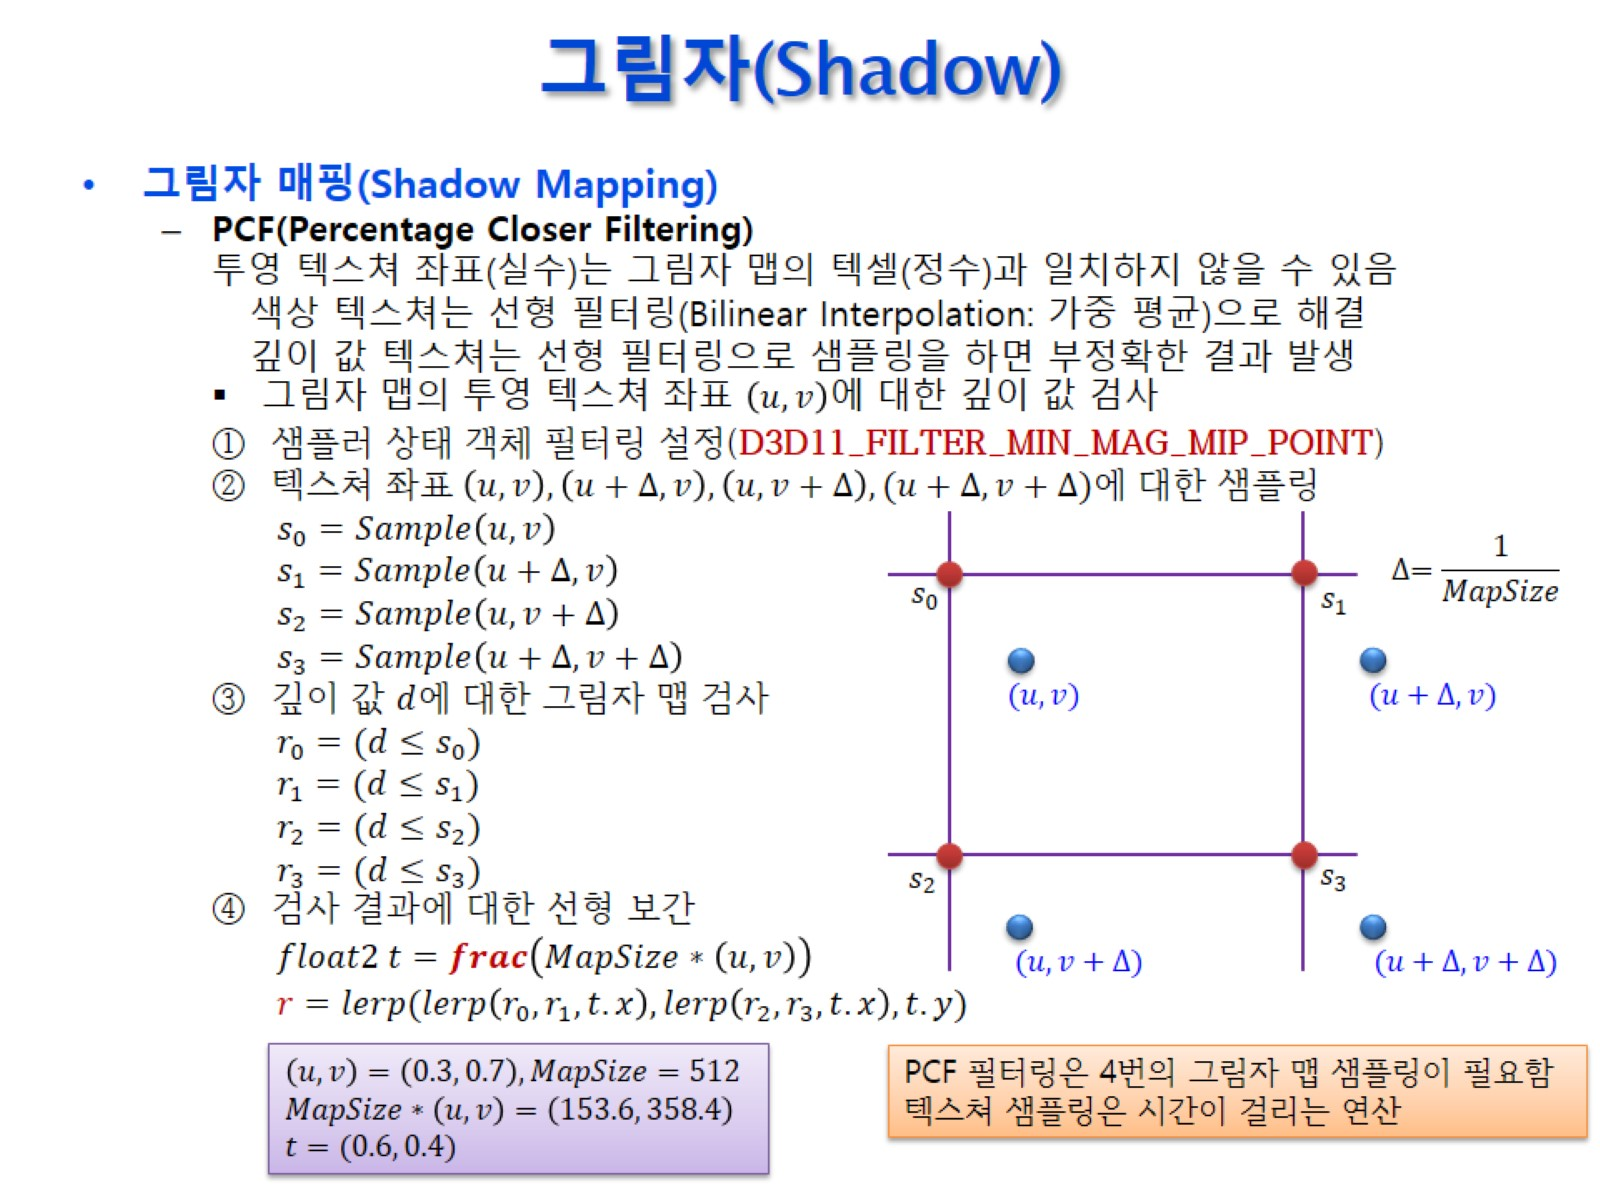 그림자(Shadow)
• 그림자 매핑(Shadow Mapping)
– PCF(Percentage Closer Filtering)
투영 텍스쳐 좌표(실수)는 그림자 맵의 텍셀(정수)과 일치하지 않을 수 있음
색상 텍스쳐는 선형 필터링(Bilinear Interpolation: 가중 평균)으로 해결
깊이 값 텍스쳐는 선형 필터링으로 샘플링을 하면 부정확한 결과 발생
▪ 그림자 맵의 투영 텍스쳐 좌표 (u, v)에 대한 깊이 값 검사
① 샘플러 상태 객체 필터링 설정(D3D11_FILTER_MIN_MAG_MIP_POINT)
② 텍스쳐 좌표 (u, v), (u + Δ, v), (u, v + Δ), (u + Δ, v + Δ)에 대한 샘플링
s₀ = Sample(u, v)
s₁ = Sample(u + Δ, v)
s₂ = Sample(u, v + Δ)
s₃ = Sample(u + Δ, v + Δ)
③ 깊이 값 d에 대한 그림자 맵 검사
r₀ = (d ≤ s₀)
r₁ = (d ≤ s₁)
r₂ = (d ≤ s₂)
r₃ = (d ≤ s₃)
④ 검사 결과에 대한 선형 보간
float2 t = frac(MapSize * (u, v))
r = lerp(lerp(r₀, r₁, t.x), lerp(r₂, r₃, t.x), t.y)
s₀
s₁
Δ= 1
MapSize
(u, v)
(u + Δ, v)
s₂
s₃
(u, v + Δ)
(u + Δ, v + Δ)
(u, v) = (0.3, 0.7), MapSize = 512
MapSize * (u, v) = (153.6, 358.4)
t = (0.6, 0.4)
PCF 필터링은 4번의 그림자 맵 샘플링이 필요함
텍스쳐 샘플링은 시간이 걸리는 연산